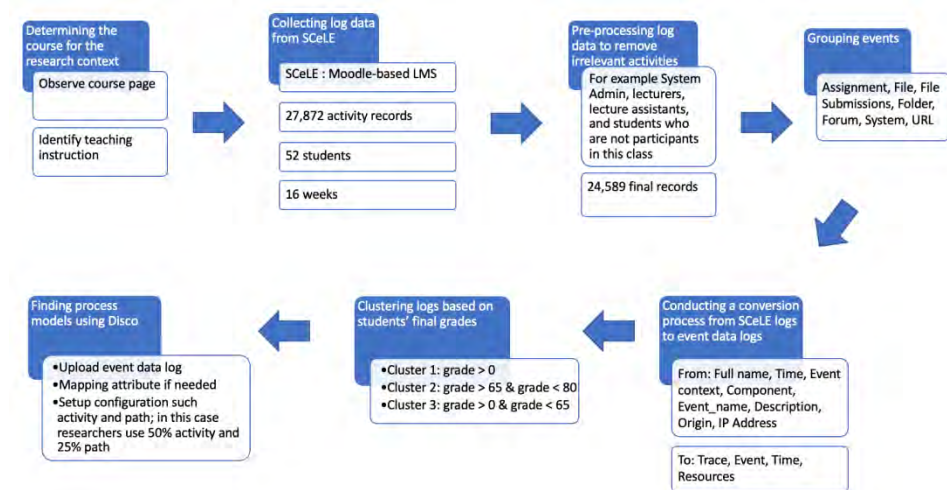 Determining the
course for the
research context
Observe course page
Identify teaching
instruction
Collecting log data
from SCeLE
SCeLE : Moodle-based LMS
27,872 activity records
52 students
16 weeks
Pre-processing log
data to remove
irrelevant activities
For example System
Admin, lecturers,
lecture assistants,
and students who
are not participants
in this class
24,589 final records
Grouping events
Assignment, File, File
Submissions, Folder,
Forum, System, URL
Conducting a conversion
process from SCeLE logs
to event data logs
From: Full name, Time, Event
context, Component,
Event_name, Description,
Origin, IP Address
To: Trace, Event, Time,
Resources
Clustering logs based on
students' final grades
•Cluster 1: grade > 0
•Cluster 2: grade > 65 & grade < 80
•Cluster 3: grade > 0 & grade < 65
Finding process
models using Disco
•Upload event data log
•Mapping attribute if needed
•Setup configuration such
activity and path; in this case
researchers use 50% activity and
25% path